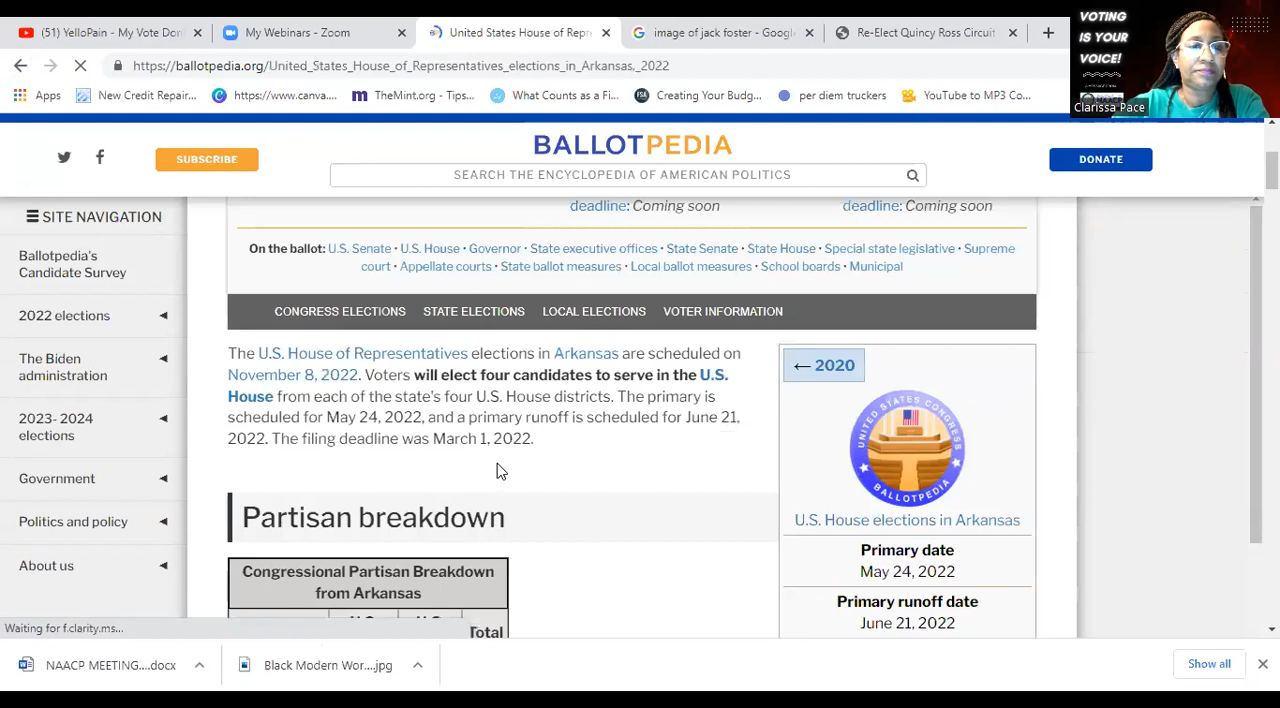 (51) YelloPain - My Vote Don
My Webinars - Zoom
United States House of Repr
image of jack foster - Google
Re-Elect Quincy Ross Circuit
https://ballotpedia.org/United_States_House_of_Representatives_elections_in_Arkansas,_2022
Apps
New Credit Repair...
https://www.canva....
TheMint.org - Tips...
What Counts as a Fi...
Creating Your Budg...
per diem truckers
YouTube to MP3 Co...
VOTING
IS YOUR
VOICE!
Clarissa Pace
SUBSCRIBE
BALLOTPEDIA
SEARCH THE ENCYCLOPEDIA OF AMERICAN POLITICS
DONATE
SITE NAVIGATION
Ballotpedia's
Candidate Survey
2022 elections
The Biden
administration
2023- 2024
elections
Government
Politics and policy
About us
deadline: Coming soon
deadline: Coming soon
On the ballot: U.S. Senate • U.S. House • Governor • State executive offices • State Senate • State House • Special state legislative • Supreme
court • Appellate courts • State ballot measures • Local ballot measures • School boards • Municipal
CONGRESS ELECTIONS
STATE ELECTIONS
LOCAL ELECTIONS
VOTER INFORMATION
The U.S. House of Representatives elections in Arkansas are scheduled on
November 8, 2022. Voters will elect four candidates to serve in the U.S.
House from each of the state's four U.S. House districts. The primary is
scheduled for May 24, 2022, and a primary runoff is scheduled for June 21,
2022. The filing deadline was March 1, 2022.
Partisan breakdown
Congressional Partisan Breakdown
from Arkansas
Total
← 2020
UNITED STATES CONGRESS
BALLOTPEDIA
U.S. House elections in Arkansas
Primary date
May 24, 2022
Primary runoff date
June 21, 2022
Waiting for f.clarity.ms...
NAACP MEETING....docx
Black Modern Wor....jpg
Show all